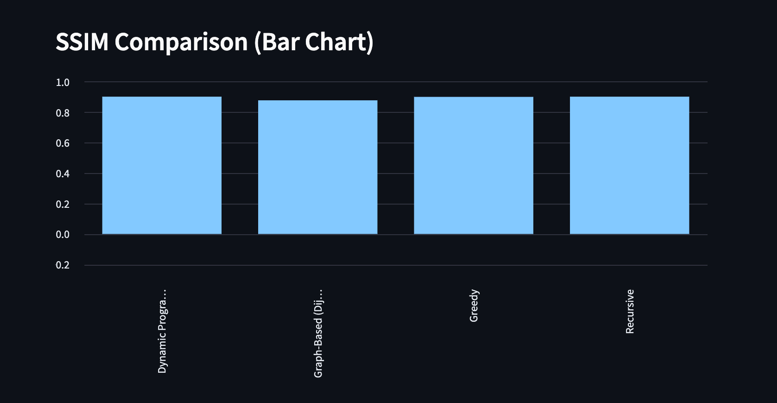 SSIM Comparison (Bar Chart)
1.0
0.8
0.6
0.4
0.2
0.0
0.2
Dynamic Progra…
Graph-Based (Dij…
Greedy
Recursive